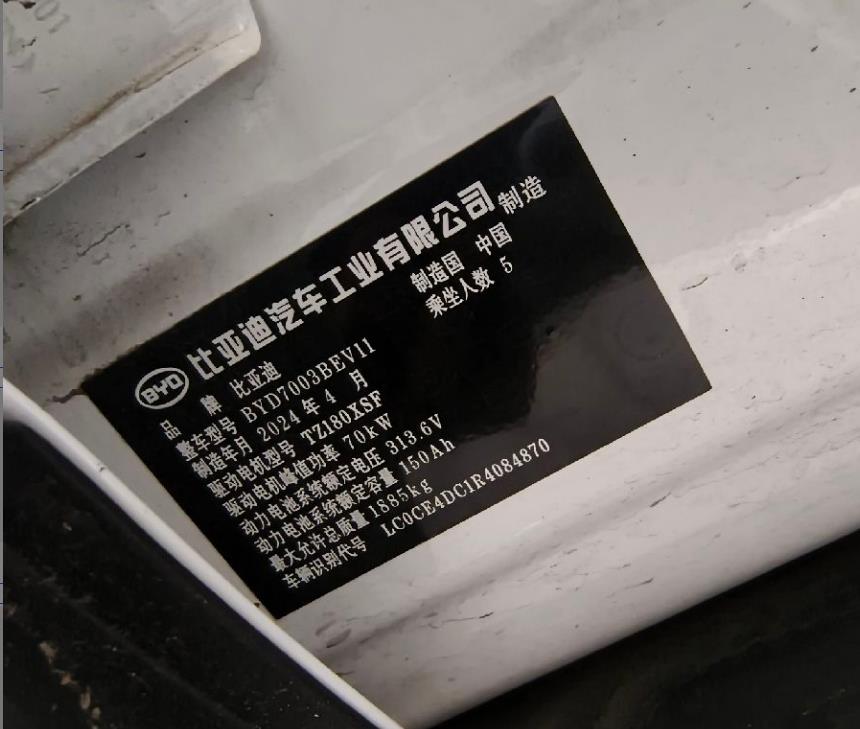 BYD 比亚迪汽车工业有限公司 制造
制造国 中国
乘坐人数 5
品牌 比亚迪
整车型号 BYD7003BEV11
制造年月 2024 年 4 月
驱动电机型号 TZ180XSF
驱动电机峰值功率 70kW
动力电池系统额定电压 313.6V
动力电池系统额定容量 150Ah
最大允许总质量 1885kg
车辆识别代号 LC0CE4DC1R4084870
01